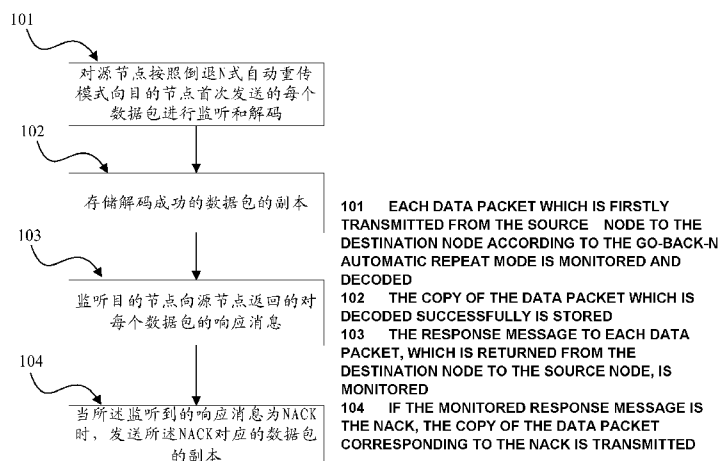 101
对源节点按照倒退N式自动重传
模式向目的节点首次发送的每个
数据包进行监听和解码
102
存储解码成功的数据包的副本
103
监听目的节点向源节点返回的对
每个数据包的响应消息
104
当所述监听到的响应消息为NACK
时，发送所述NACK对应的数据包
的副本
101 EACH DATA PACKET WHICH IS FIRSTLY
TRANSMITTED FROM THE SOURCE NODE TO THE
DESTINATION NODE ACCORDING TO THE GO-BACK-N
AUTOMATIC REPEAT MODE IS MONITORED AND
DECODED
102 THE COPY OF THE DATA PACKET WHICH IS
DECODED SUCCESSFULLY IS STORED
103 THE RESPONSE MESSAGE TO EACH DATA
PACKET, WHICH IS RETURNED FROM THE
DESTINATION NODE TO THE SOURCE NODE, IS
MONITORED
104 IF THE MONITORED RESPONSE MESSAGE IS
THE NACK, THE COPY OF THE DATA PACKET
CORRESPONDING TO THE NACK IS TRANSMITTED